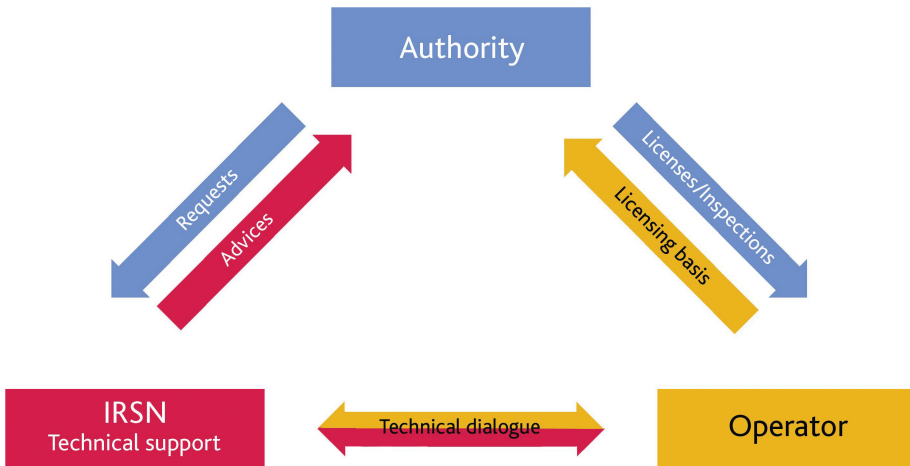 Authority
Requests
Advices
Licenses/Inspections
Licensing basis
IRSN
Technical support
Technical dialogue
Operator